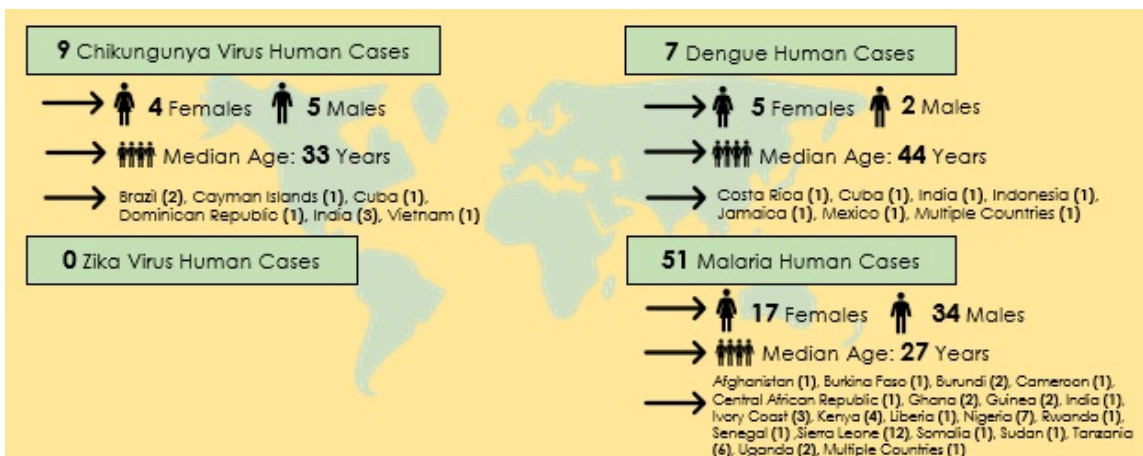 9 Chikungunya Virus Human Cases
4 Females 5 Males
Median Age: 33 Years
Brazil (2), Cayman Islands (1), Cuba (1),
Dominican Republic (1), India (3), Vietnam (1)
0 Zika Virus Human Cases
7 Dengue Human Cases
5 Females 2 Males
Median Age: 44 Years
Costa Rica (1), Cuba (1), India (1), Indonesia (1),
Jamaica (1), Mexico (1), Multiple Countries (1)
51 Malaria Human Cases
17 Females 34 Males
Median Age: 27 Years
Afghanistan (1), Burkina Faso (1), Burundi (2), Cameroon (1),
Central African Republic (1), Ghana (2), Guinea (2), India (1),
Ivory Coast (3), Kenya (4), Liberia (1), Nigeria (7), Rwanda (1),
Senegal (1) ,Sierra Leone (12), Somalia (1), Sudan (1), Tanzania
(6), Uganda (2), Multiple Countries (1)